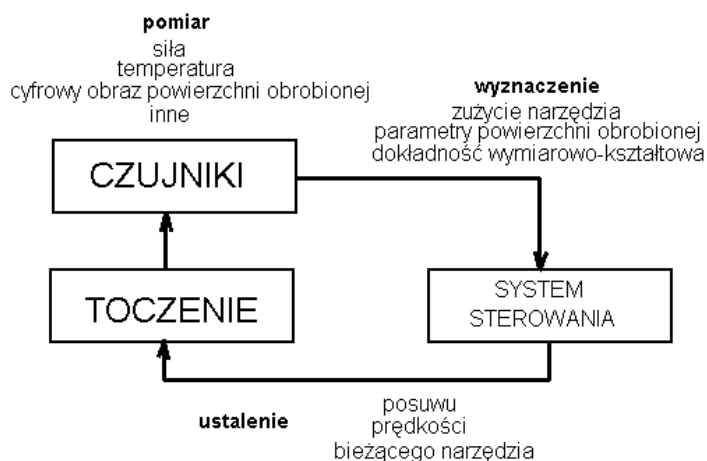 pomiar
siła
temperatura
cyfrowy obraz powierzchni obrobionej
inne
wyznaczenie
zużycie narzędzia
parametry powierzchni obrobionej
dokładność wymiarowo-kształtowa
CZUJNIKI
TOCZENIE
SYSTEM
STEROWANIA
ustalenie
posuwu
prędkości
bieżącego narzędzia